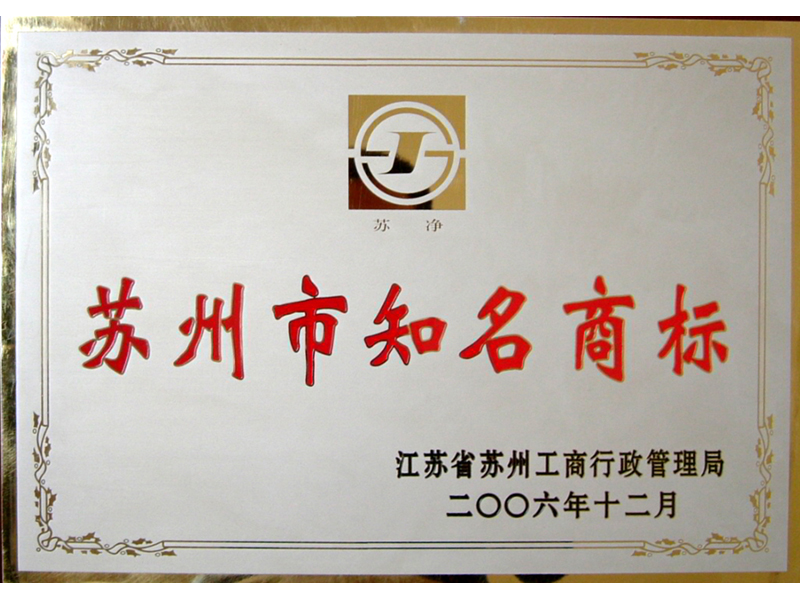 苏净
苏州市知名商标
江苏省苏州工商行政管理局
二〇〇六年十二月